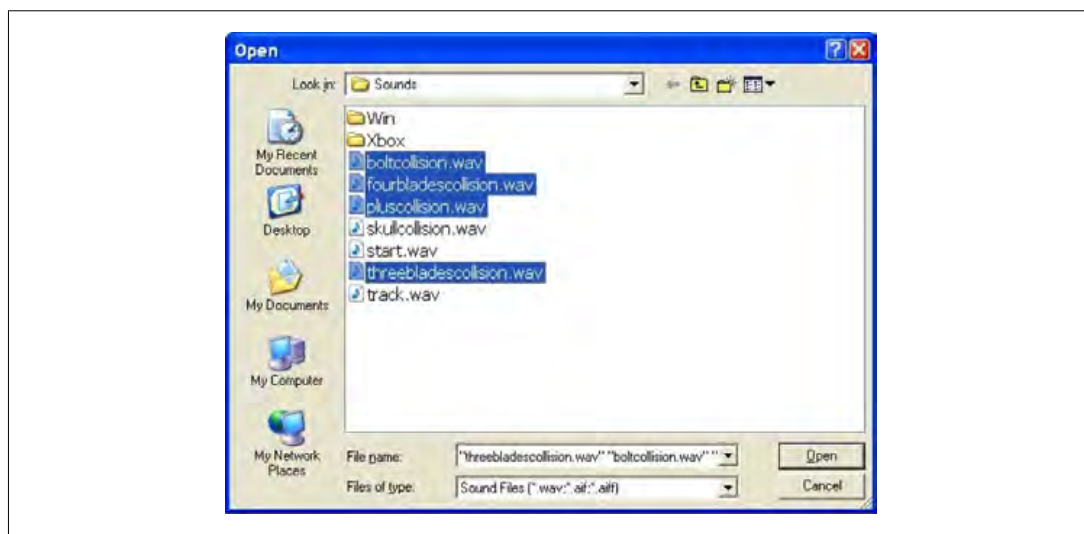 Open
Look in:
Sounds
Win
Xbox
boltcollision.wav
fourbladescollision.wav
pluscollision.wav
skullcollision.wav
start.wav
threebladescollision.wav
track.wav
My Recent
Documents
Desktop
My Documents
My Computer
My Network
Places
File name:
"threebladescollision.wav" "boltcollision.wav" "
Open
Files of type:
Sound Files (*.wav;*.aif;*.aiff)
Cancel